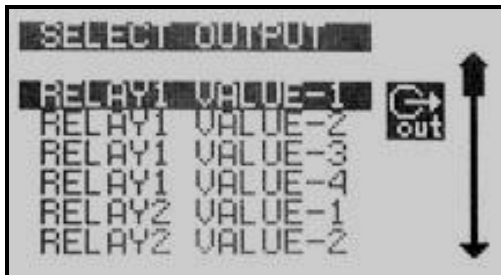 SELECT OUTPUT
RELAY1 VALUE-1
RELAY1 VALUE-2
RELAY1 VALUE-3
RELAY1 VALUE-4
RELAY2 VALUE-1
RELAY2 VALUE-2
out